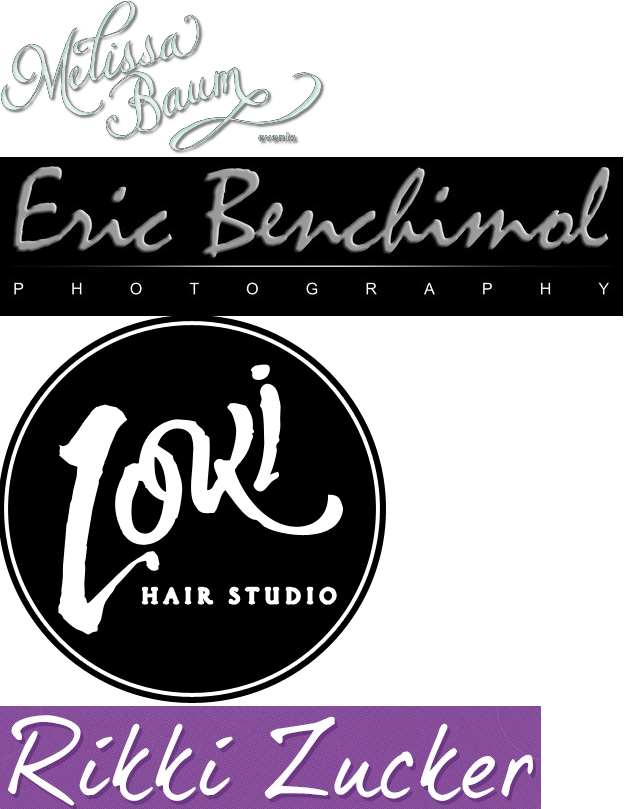 Melissa
Baum
events
Eric Benchimol
PHOTOGRAPHY
Loki
HAIR STUDIO
Rikki Zucker